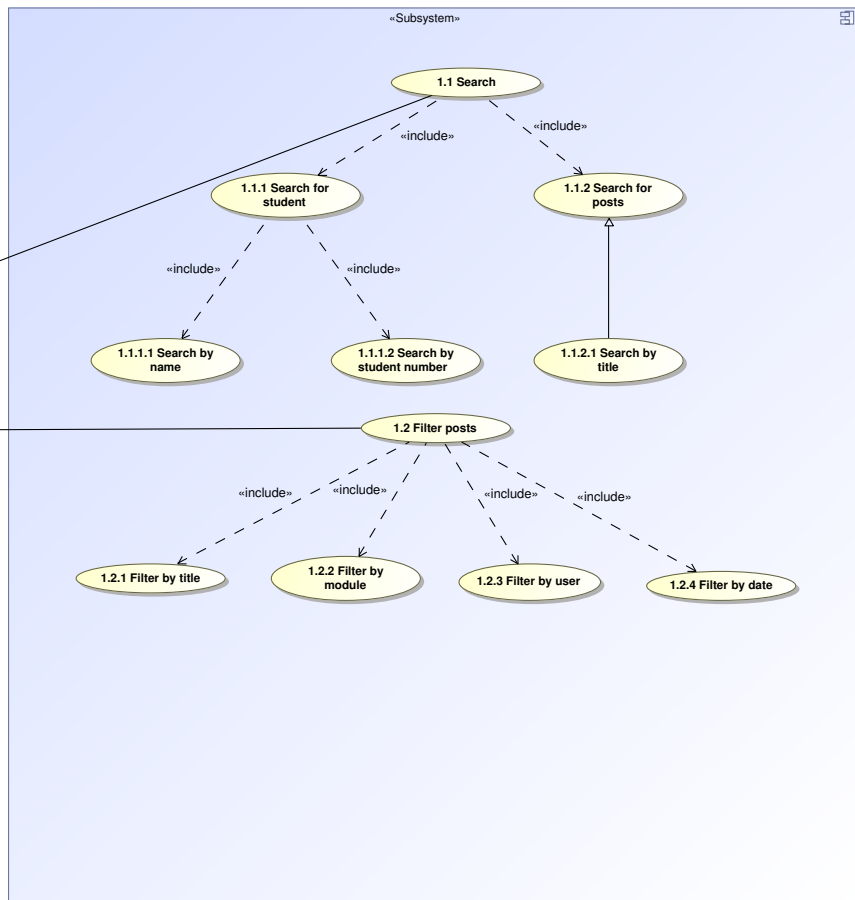 «Subsystem»
1.1 Search
«include»
«include»
1.1.1 Search for
student
1.1.2 Search for
posts
«include»
«include»
1.1.1.1 Search by
name
1.1.1.2 Search by
student number
1.1.2.1 Search by
title
1.2 Filter posts
«include»
«include»
«include»
«include»
1.2.1 Filter by title
1.2.2 Filter by
module
1.2.3 Filter by user
1.2.4 Filter by date